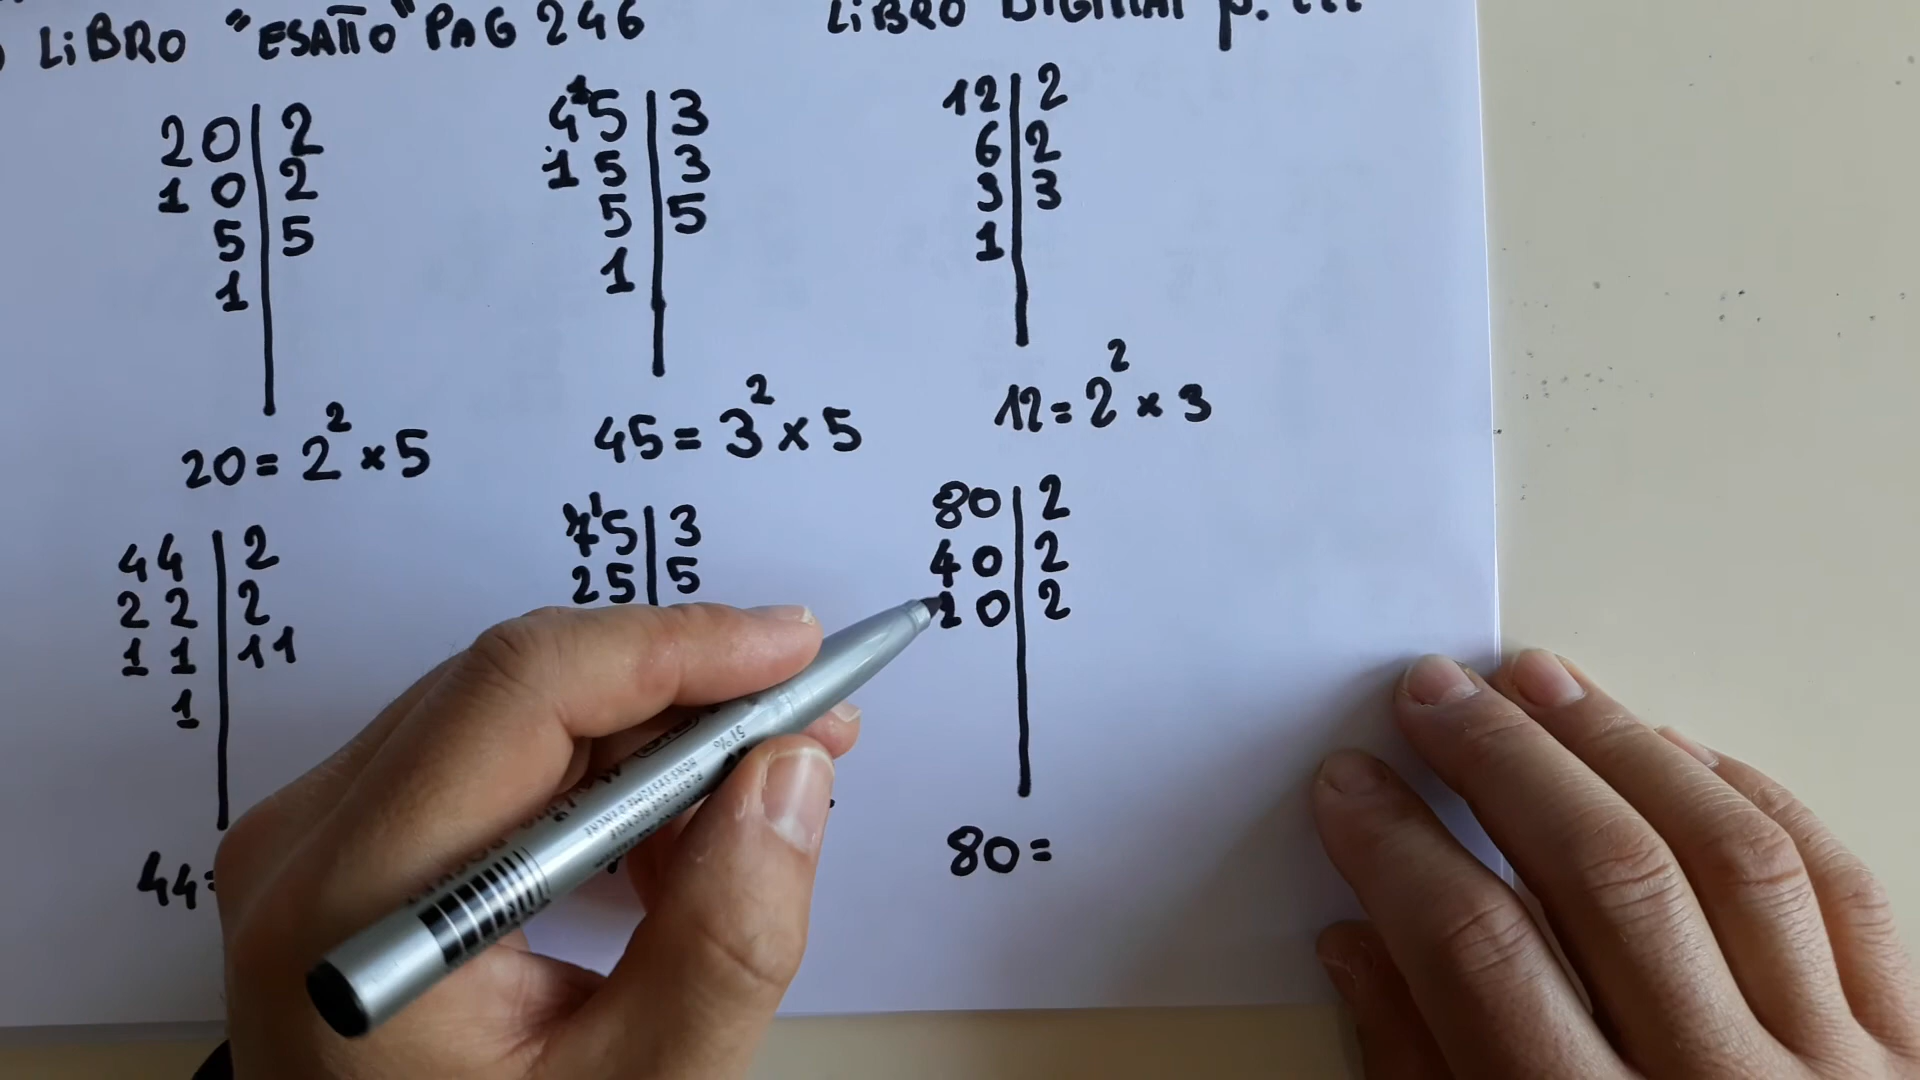 LiBRO "ESATTO" PAG 246
LiBRO DIGITAL p.
20 | 2
10 | 2
5 | 5
1
20 = 2² × 5
45 | 3
15 | 3
5 | 5
1
45 = 3² × 5
12 | 2
6 | 2
3 | 3
1
12 = 2² × 3
44 | 2
22 | 2
11 | 11
1
44=
75 | 3
25 | 5
80 | 2
40 | 2
20 | 2
80=